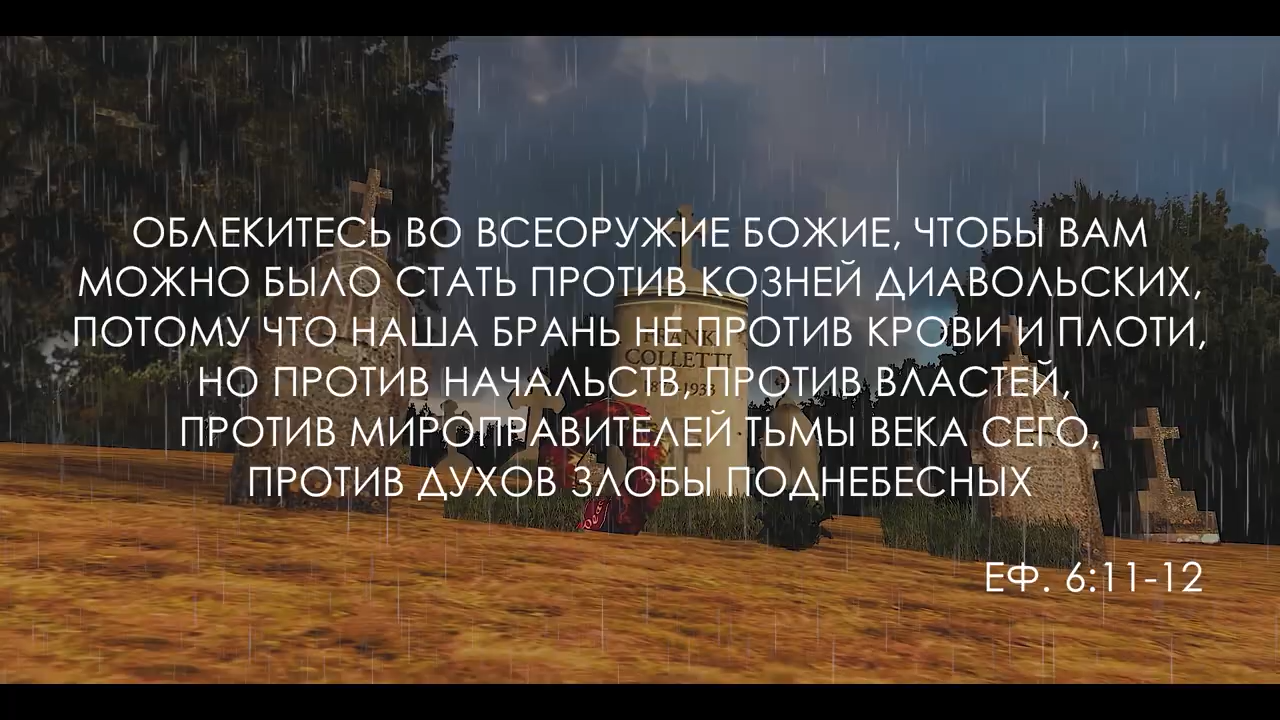 ОБЛЕКИТЕСЬ ВО ВСЕОРУЖИЕ БОЖИЕ, ЧТОБЫ ВАМ
МОЖНО БЫЛО СТАТЬ ПРОТИВ КОЗНЕЙ ДИАВОЛЬСКИХ,
ПОТОМУ ЧТО НАША БРАНЬ НЕ ПРОТИВ КРОВИ И ПЛОТИ,
НО ПРОТИВ НАЧАЛЬСТВ, ПРОТИВ ВЛАСТЕЙ,
ПРОТИВ МИРОПРАВИТЕЛЕЙ ТЬМЫ ВЕКА СЕГО,
ПРОТИВ ДУХОВ ЗЛОБЫ ПОДНЕБЕСНЫХ
ЕФ. 6:11-12
FRANK
COLLETTI